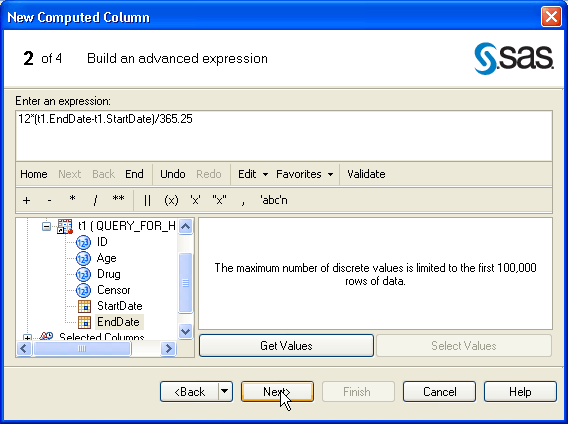 New Computed Column
2 of 4 Build an advanced expression
sas
Enter an expression:
12*(t1.EndDate-t1.StartDate)/365.25
Home Next Back End Undo Redo Edit Favorites Validate
+ - * / ** || (x) 'x' "x" , 'abc'n
t1 ( QUERY_FOR_H
ID
Age
Drug
Censor
StartDate
EndDate
Selected Columns
The maximum number of discrete values is limited to the first 100,000
rows of data.
Get Values Select Values
<Back Next> Finish Cancel Help